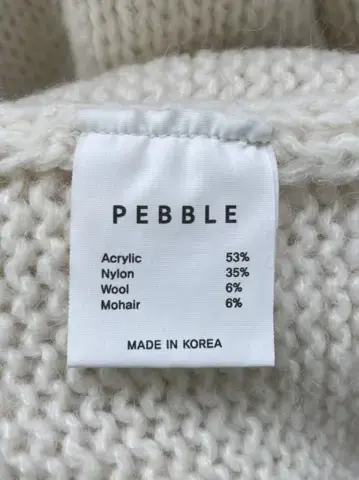 PEBBLE
Acrylic 53%
Nylon 35%
Wool 6%
Mohair 6%
MADE IN KOREA